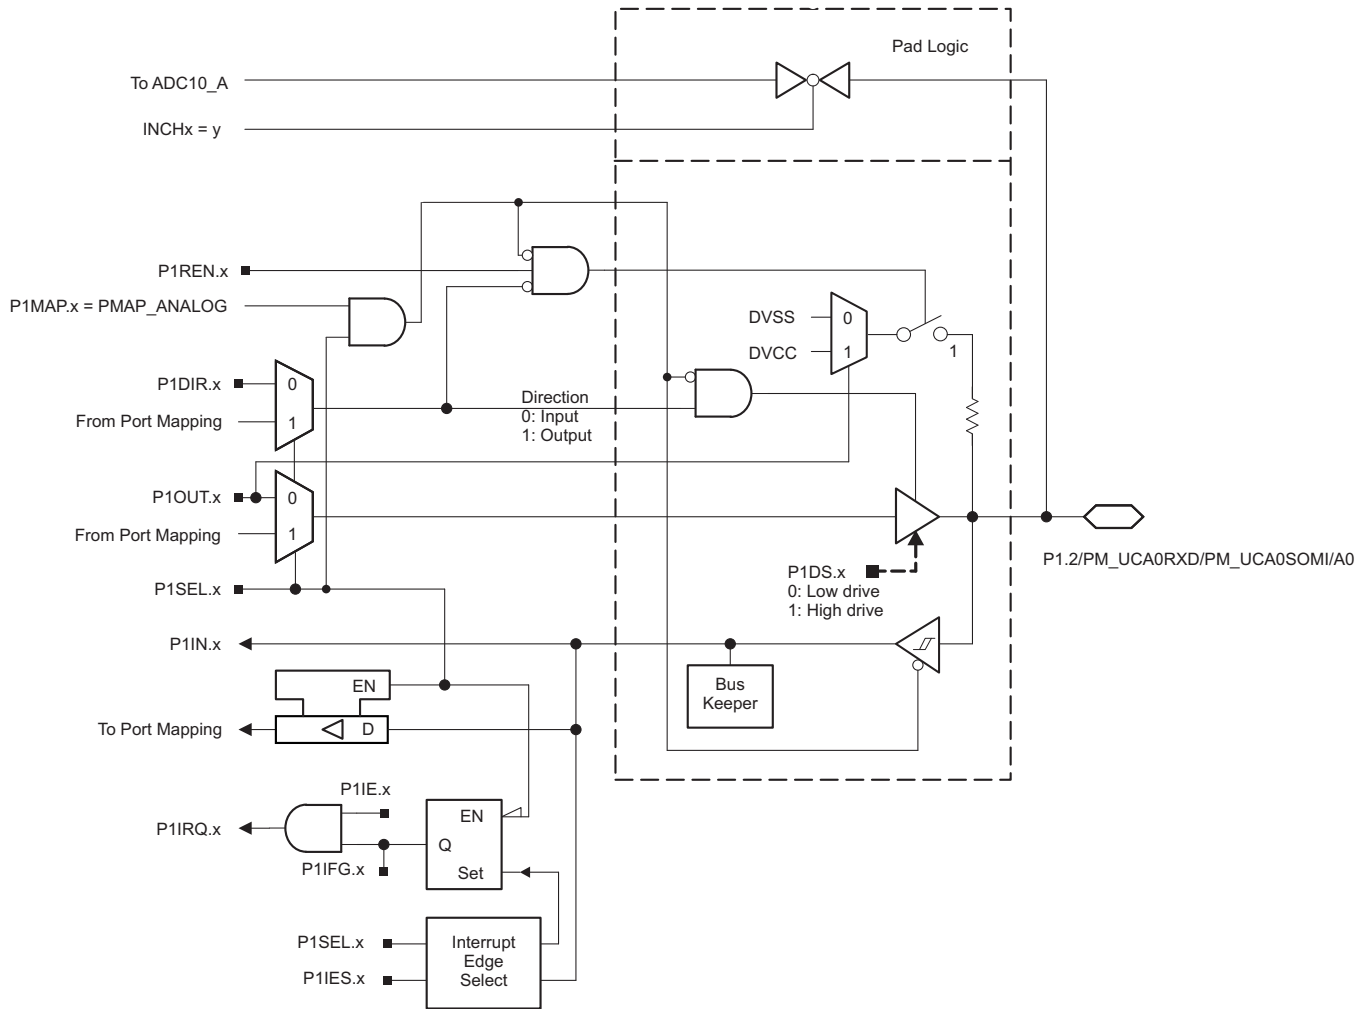 Pad Logic
To ADC10_A
INCHx = y
P1REN.x
P1MAP.x = PMAP_ANALOG
DVSS
0
DVCC
1
1
P1DIR.x
0
From Port Mapping
1
Direction
0: Input
1: Output
P1OUT.x
0
From Port Mapping
1
P1.2/PM_UCA0RXD/PM_UCA0SOMI/A0
P1DS.x
0: Low drive
1: High drive
P1SEL.x
P1IN.x
Bus
Keeper
EN
To Port Mapping
D
P1IE.x
P1IRQ.x
EN
Q
P1IFG.x
Set
P1SEL.x
P1IES.x
Interrupt
Edge
Select